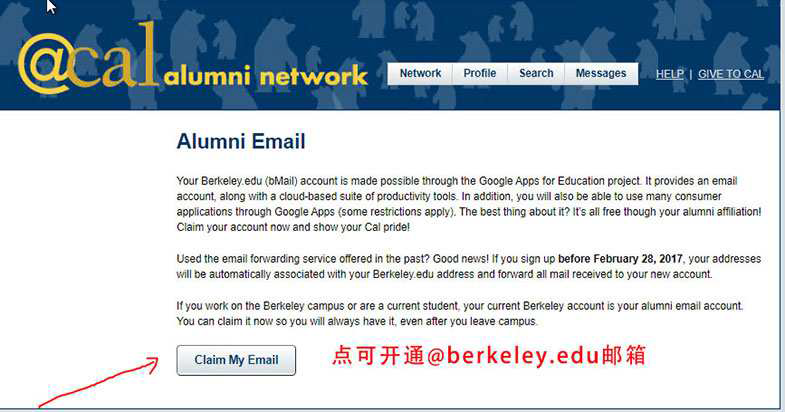 @cal alumni network
Network Profile Search Messages HELP | GIVE TO CAL
Alumni Email
Your Berkeley.edu (bMail) account is made possible through the Google Apps for Education project. It provides an email
account, along with a cloud-based suite of productivity tools. In addition, you will also be able to use many consumer
applications through Google Apps (some restrictions apply). The best thing about it? It's all free though your alumni affiliation!
Claim your account now and show your Cal pride!
Used the email forwarding service offered in the past? Good news! If you sign up before February 28, 2017, your addresses
will be automatically associated with your Berkeley.edu address and forward all mail received to your new account.
If you work on the Berkeley campus or are a current student, your current Berkeley account is your alumni email account.
You can claim it now so you will always have it, even after you leave campus.
Claim My Email 点可开通@berkeley.edu邮箱